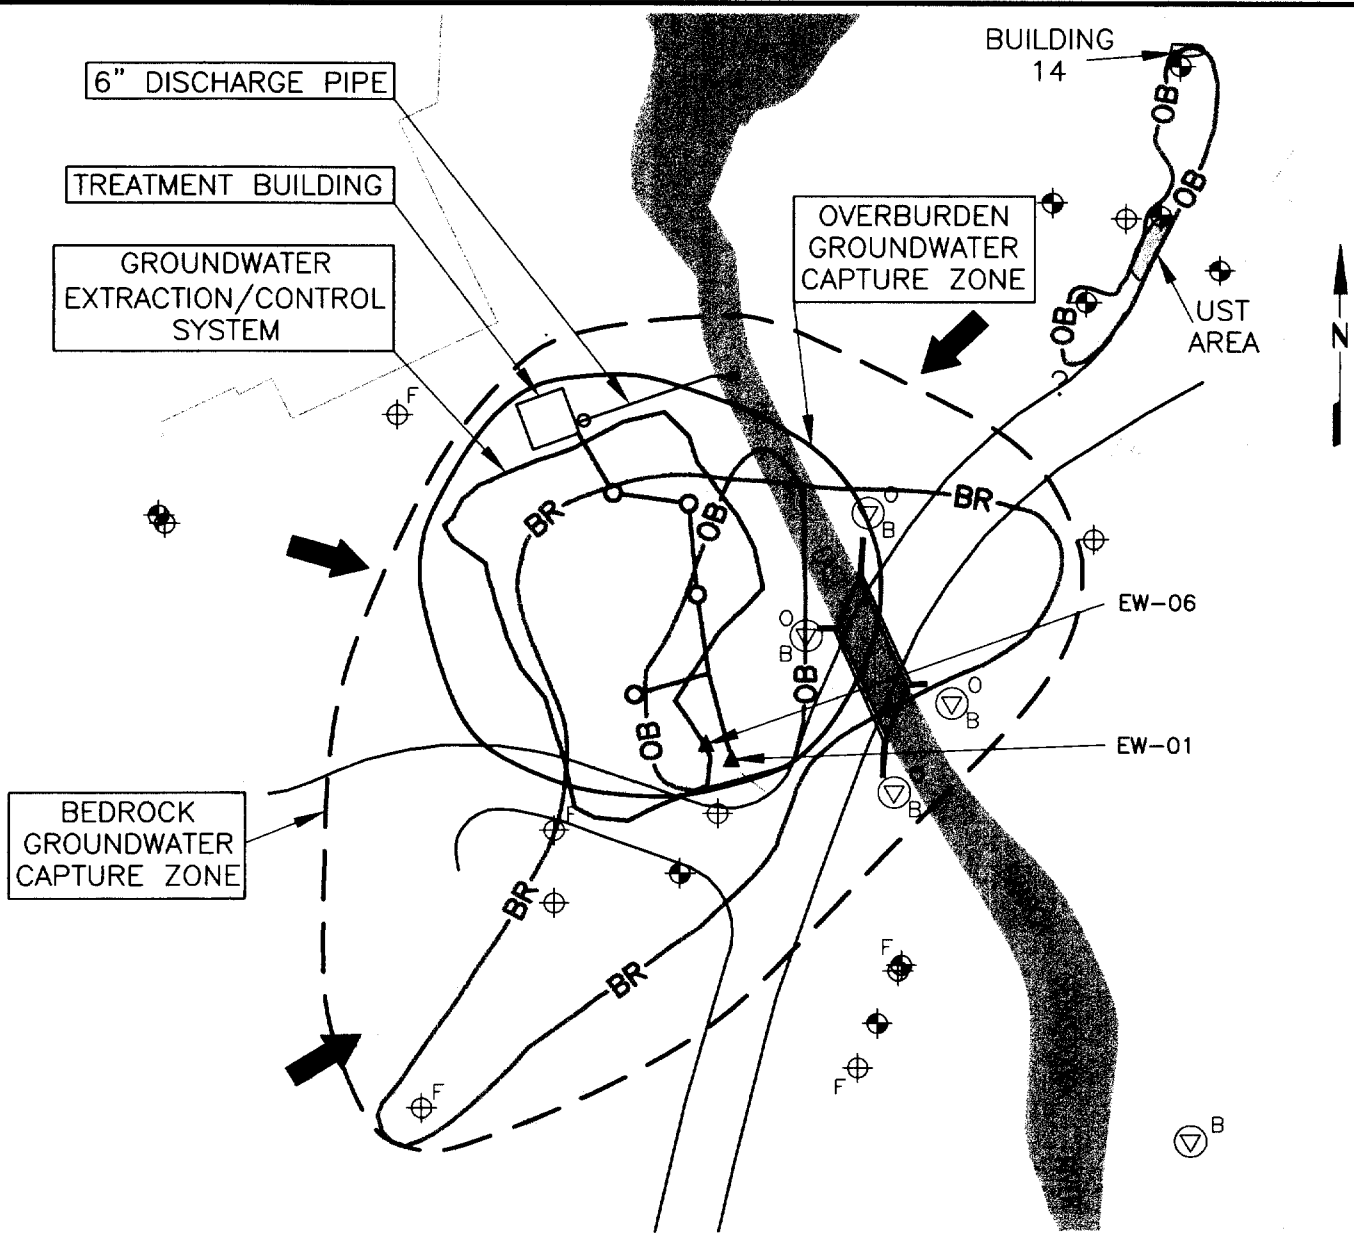 BUILDING
14
6" DISCHARGE PIPE
OB
TREATMENT BUILDING
OB
OVERBURDEN
GROUNDWATER
CAPTURE ZONE
GROUNDWATER
EXTRACTION/CONTROL
SYSTEM
OB
UST
AREA
N
?
F
BR
OB
BR
O
B
EW-06
O
B
OB
O
B
OB
EW-01
B
BEDROCK
GROUNDWATER
CAPTURE ZONE
F
BR
BR
F
F
F
B